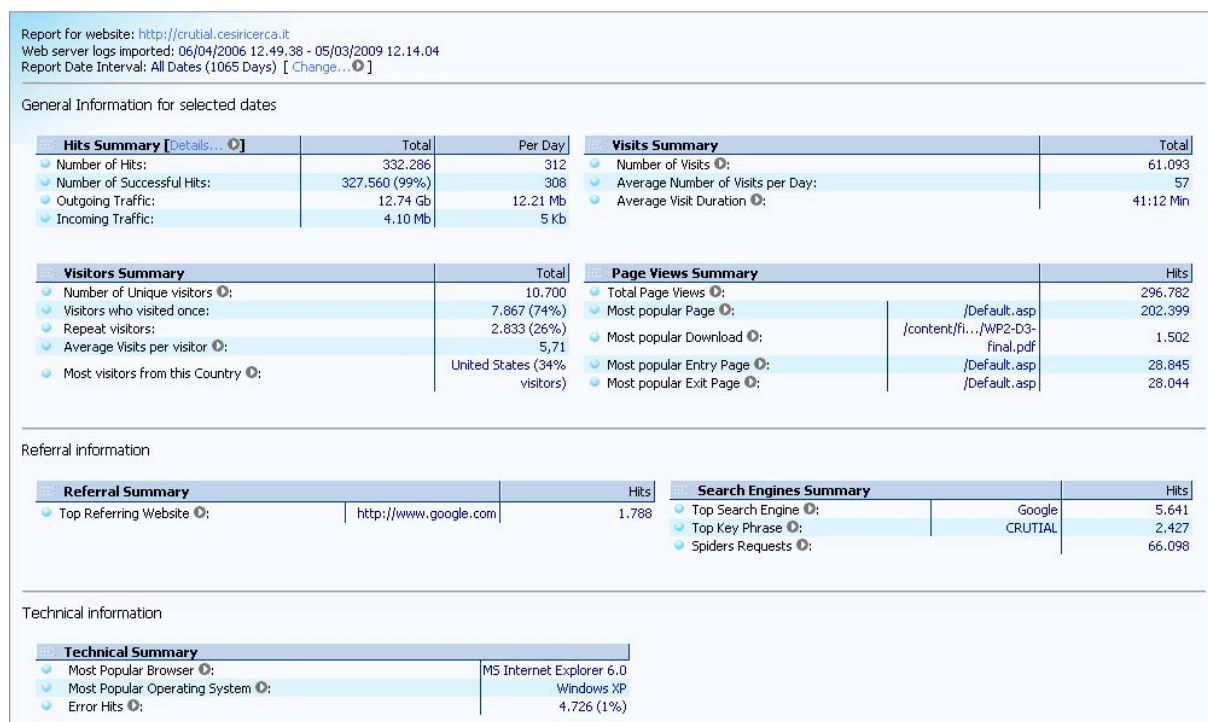 Report for website: http://crutial.cesiricerca.it
Web server logs imported: 06/04/2006 12.49.38 - 05/03/2009 12.14.04
Report Date Interval: All Dates (1065 Days) [ Change... ]
General Information for selected dates
Hits Summary [Details... ] Total Per Day
Number of Hits: 332.286 312
Number of Successful Hits: 327.560 (99%) 308
Outgoing Traffic: 12.74 Gb 12.21 Mb
Incoming Traffic: 4.10 Mb 5 Kb
Visits Summary Total
Number of Visits : 61.093
Average Number of Visits per Day: 57
Average Visit Duration : 41:12 Min
Visitors Summary Total
Number of Unique visitors : 10.700
Visitors who visited once: 7.867 (74%)
Repeat visitors: 2.833 (26%)
Average Visits per visitor : 5,71
Most visitors from this Country : United States (34%
visitors)
Page Views Summary Hits
Total Page Views : 296.782
Most popular Page : /Default.asp 202.399
Most popular Download : /content/fi.../WP2-D3-
final.pdf 1.502
Most popular Entry Page : /Default.asp 28.845
Most popular Exit Page : /Default.asp 28.044
Referral information
Referral Summary Hits
Top Referring Website : http://www.google.com 1.788
Search Engines Summary Hits
Top Search Engine : Google 5.641
Top Key Phrase : CRUTIAL 2.427
Spiders Requests : 66.098
Technical information
Technical Summary
Most Popular Browser : MS Internet Explorer 6.0
Most Popular Operating System : Windows XP
Error Hits : 4.726 (1%)